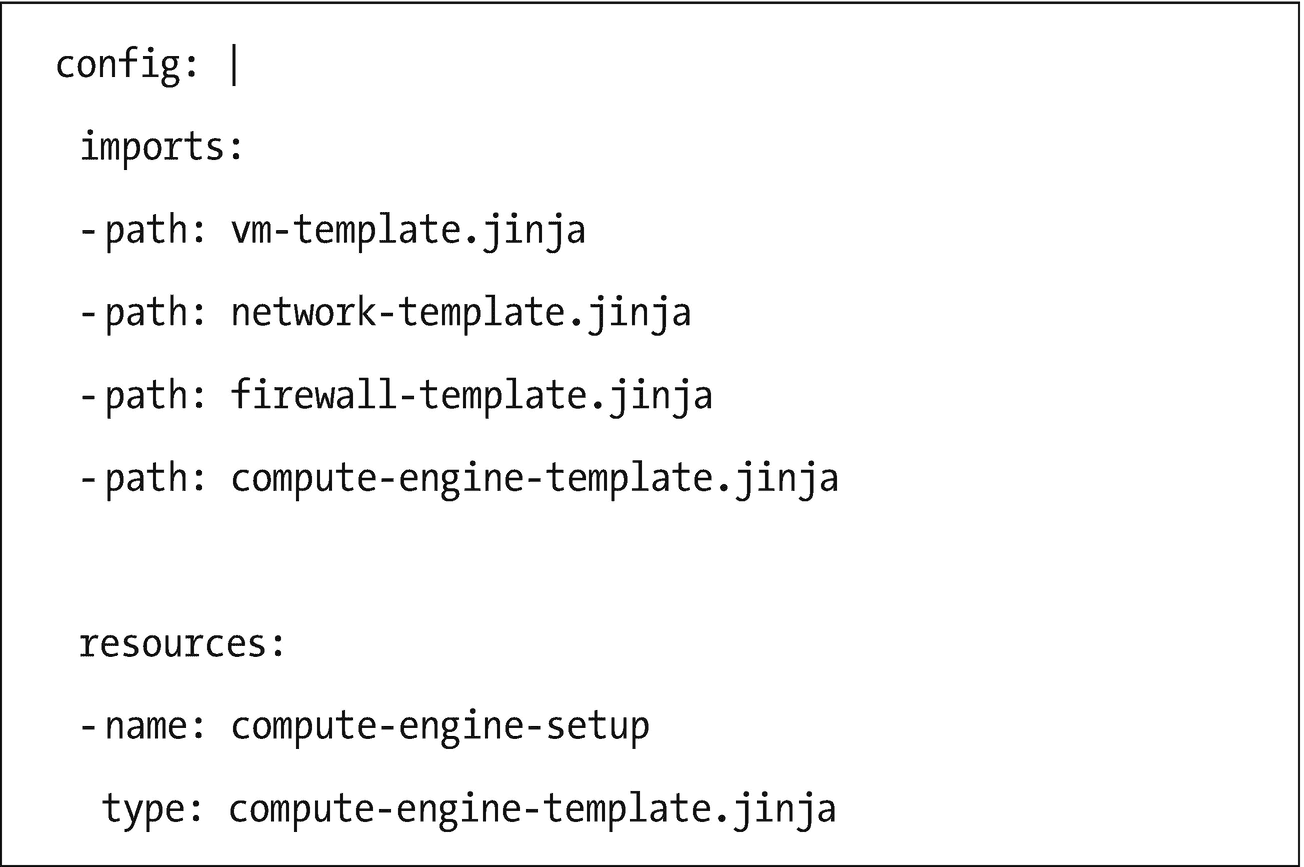 config: |
imports:
- path: vm-template.jinja
- path: network-template.jinja
- path: firewall-template.jinja
- path: compute-engine-template.jinja
resources:
- name: compute-engine-setup
type: compute-engine-template.jinja